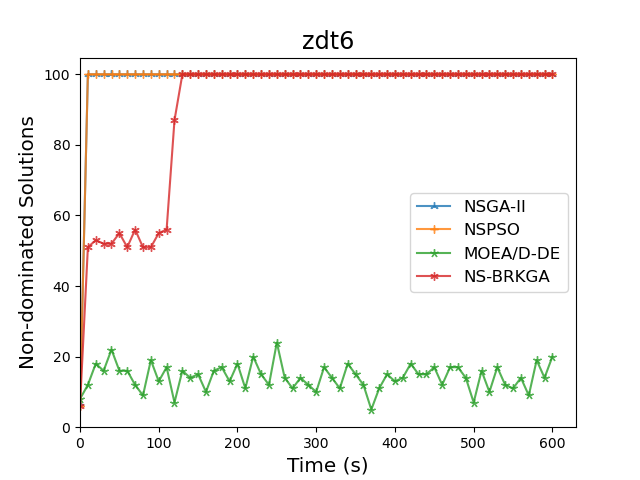 zdt6
Non-dominated Solutions
100
80
60
40
20
0
NSGA-II
NSPSO
MOEA/D-DE
NS-BRKGA
0 100 200 300 400 500 600
Time (s)